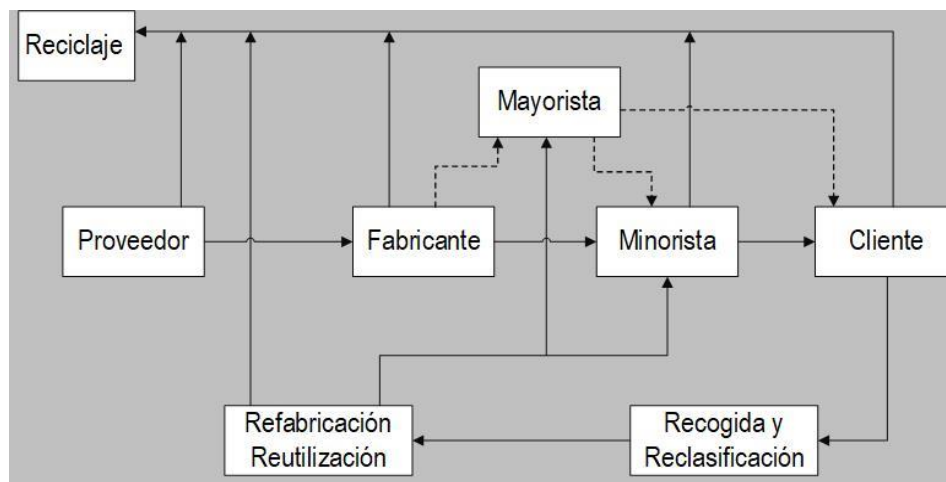 Reciclaje
Mayorista
Proveedor
Fabricante
Minorista
Cliente
Refabricación
Reutilización
Recogida y
Reclasificación